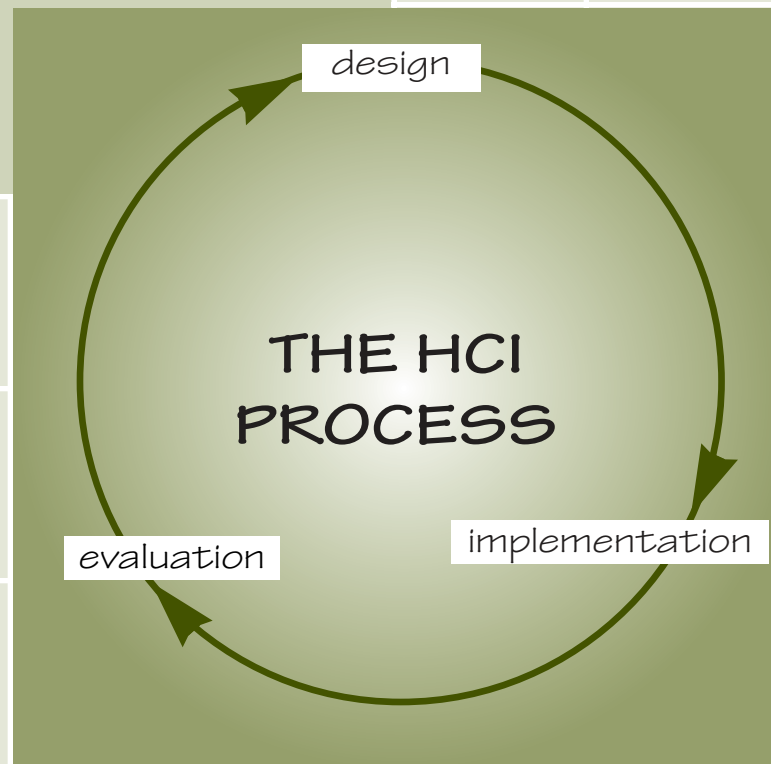 design
THE HCI
PROCESS
implementation
evaluation